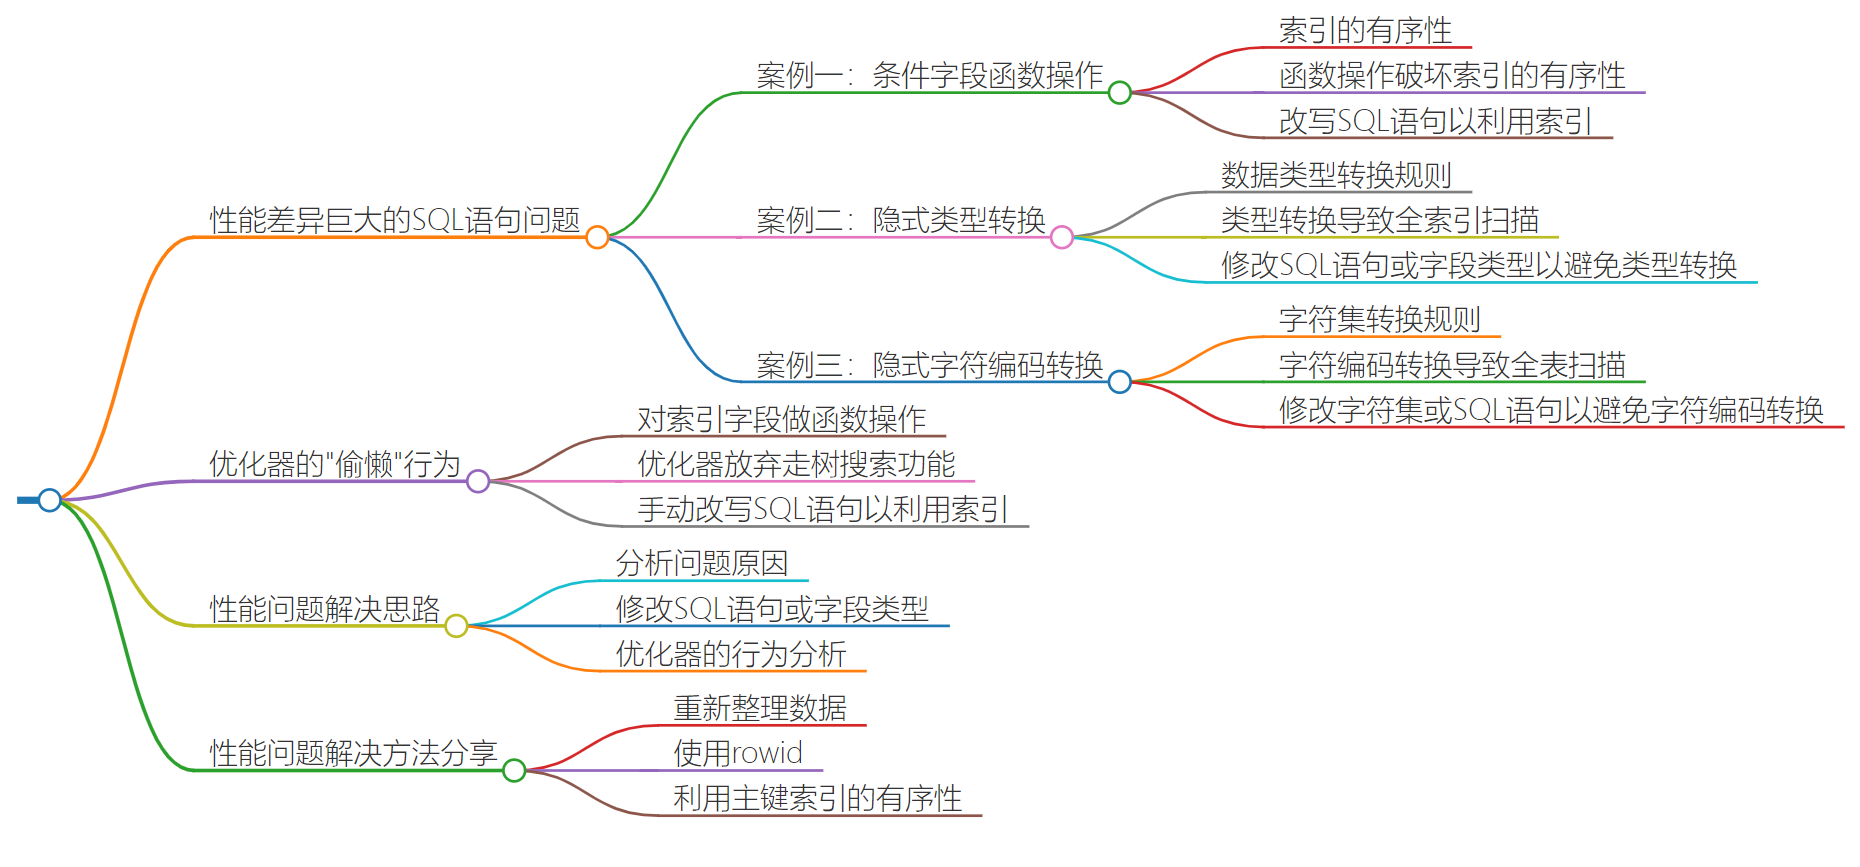 性能差异巨大的SQL语句问题
案例一：条件字段函数操作
索引的有序性
函数操作破坏索引的有序性
改写SQL语句以利用索引
案例二：隐式类型转换
数据类型转换规则
类型转换导致全索引扫描
修改SQL语句或字段类型以避免类型转换
案例三：隐式字符编码转换
字符集转换规则
字符编码转换导致全表扫描
修改字符集或SQL语句以避免字符编码转换
优化器的"偷懒"行为
对索引字段做函数操作
优化器放弃走树搜索功能
手动改写SQL语句以利用索引
性能问题解决思路
分析问题原因
修改SQL语句或字段类型
优化器的行为分析
性能问题解决方法分享
重新整理数据
使用rowid
利用主键索引的有序性